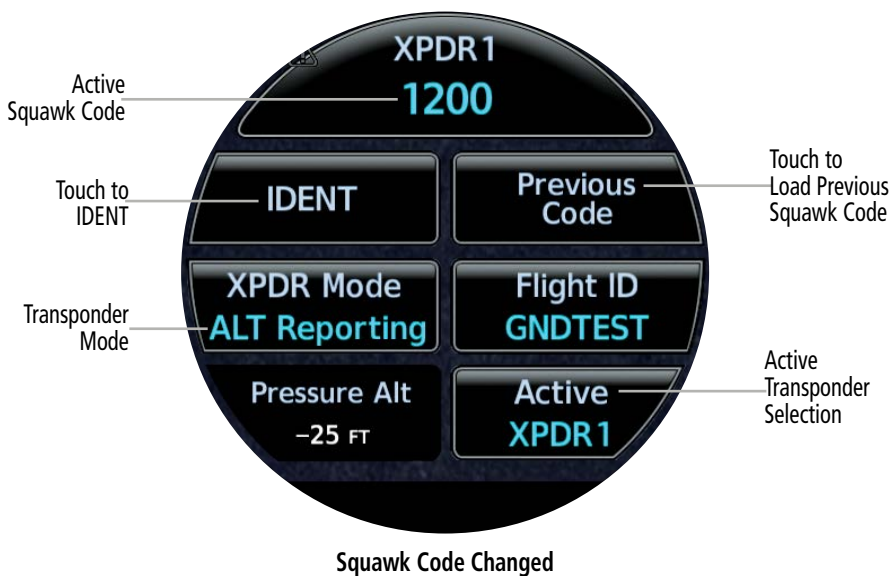 XPDR1
1200
Active
Squawk Code
IDENT
Touch to
IDENT
Previous
Code
Touch to
Load Previous
Squawk Code
XPDR Mode
ALT Reporting
Transponder
Mode
Flight ID
GNDTEST
Pressure Alt
−25 FT
Active
XPDR1
Active
Transponder
Selection
Squawk Code Changed